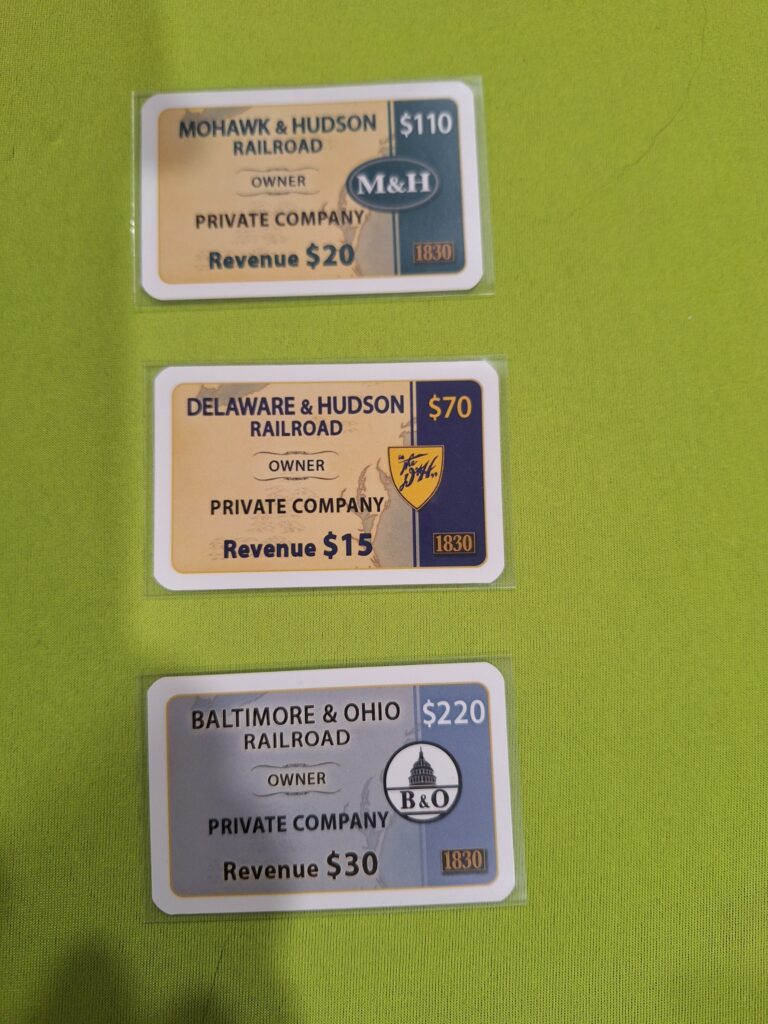 MOHAWK & HUDSON
RAILROAD
$110
OWNER
M&H
PRIVATE COMPANY
Revenue $20
1830
DELAWARE & HUDSON
RAILROAD
$70
OWNER
"The
D&H"
PRIVATE COMPANY
Revenue $15
1830
BALTIMORE & OHIO
RAILROAD
$220
OWNER
B&O
PRIVATE COMPANY
Revenue $30
1830